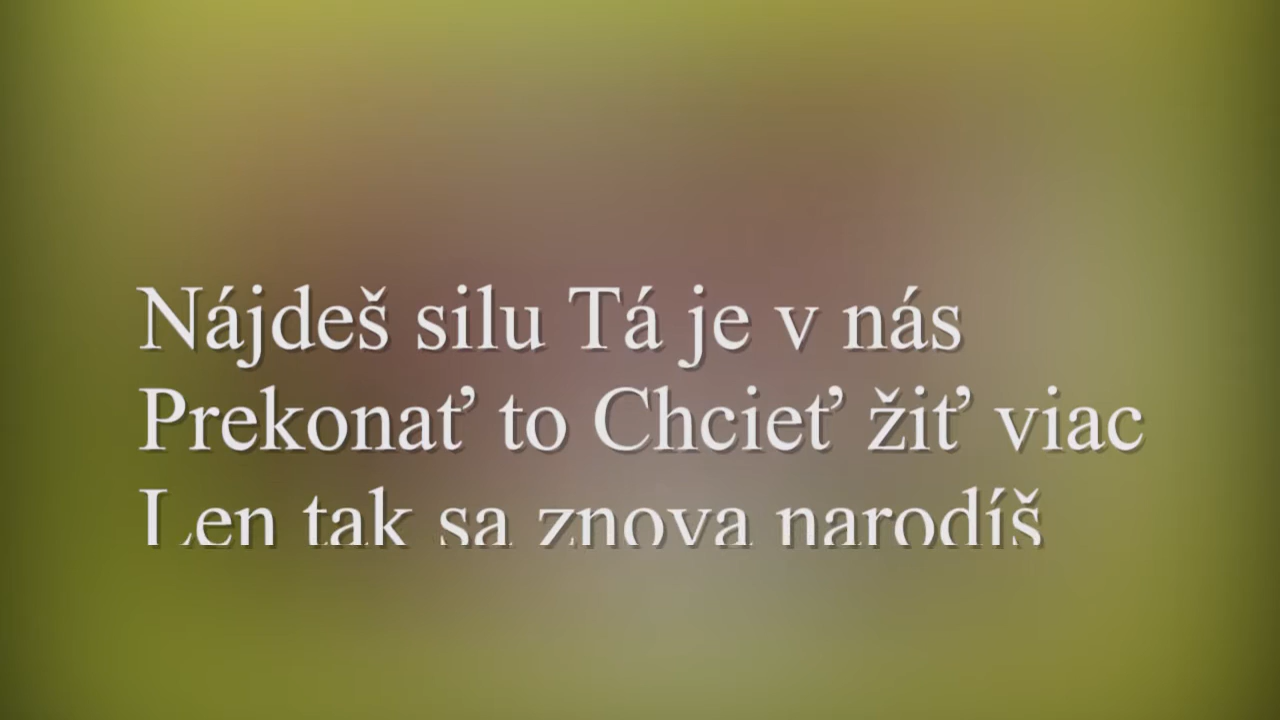 Nájdeš silu Tá je v nás
Prekonať to Chcieť žiť viac
Len tak sa znova narodíš